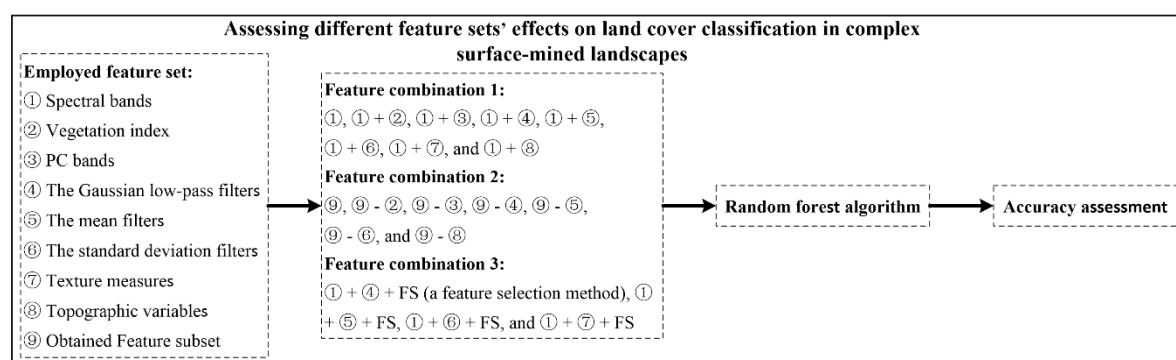 Assessing different feature sets' effects on land cover classification in complex
surface-mined landscapes
Employed feature set:
① Spectral bands
② Vegetation index
③ PC bands
④ The Gaussian low-pass filters
⑤ The mean filters
⑥ The standard deviation filters
⑦ Texture measures
⑧ Topographic variables
⑨ Obtained Feature subset
Feature combination 1:
①, ① + ②, ① + ③, ① + ④, ① + ⑤,
① + ⑥, ① + ⑦, and ① + ⑧
Feature combination 2:
⑨, ⑨ - ②, ⑨ - ③, ⑨ - ④, ⑨ - ⑤,
⑨ - ⑥, and ⑨ - ⑧
Feature combination 3:
① + ④ + FS (a feature selection method), ①
+ ⑤ + FS, ① + ⑥ + FS, and ① + ⑦ + FS
Random forest algorithm
Accuracy assessment